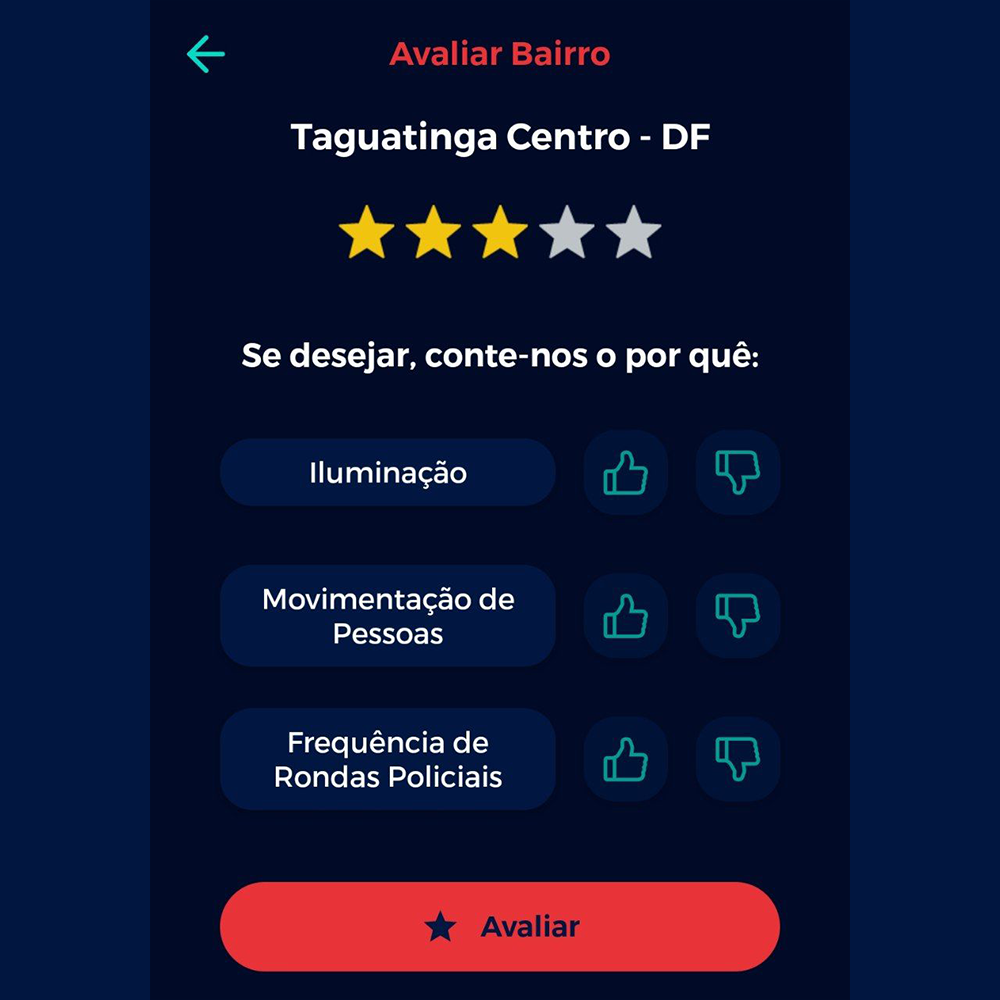 Avaliar Bairro
Taguatinga Centro - DF
Se desejar, conte-nos o por quê:
Iluminação
Movimentação de
Pessoas
Frequência de
Rondas Policiais
Avaliar